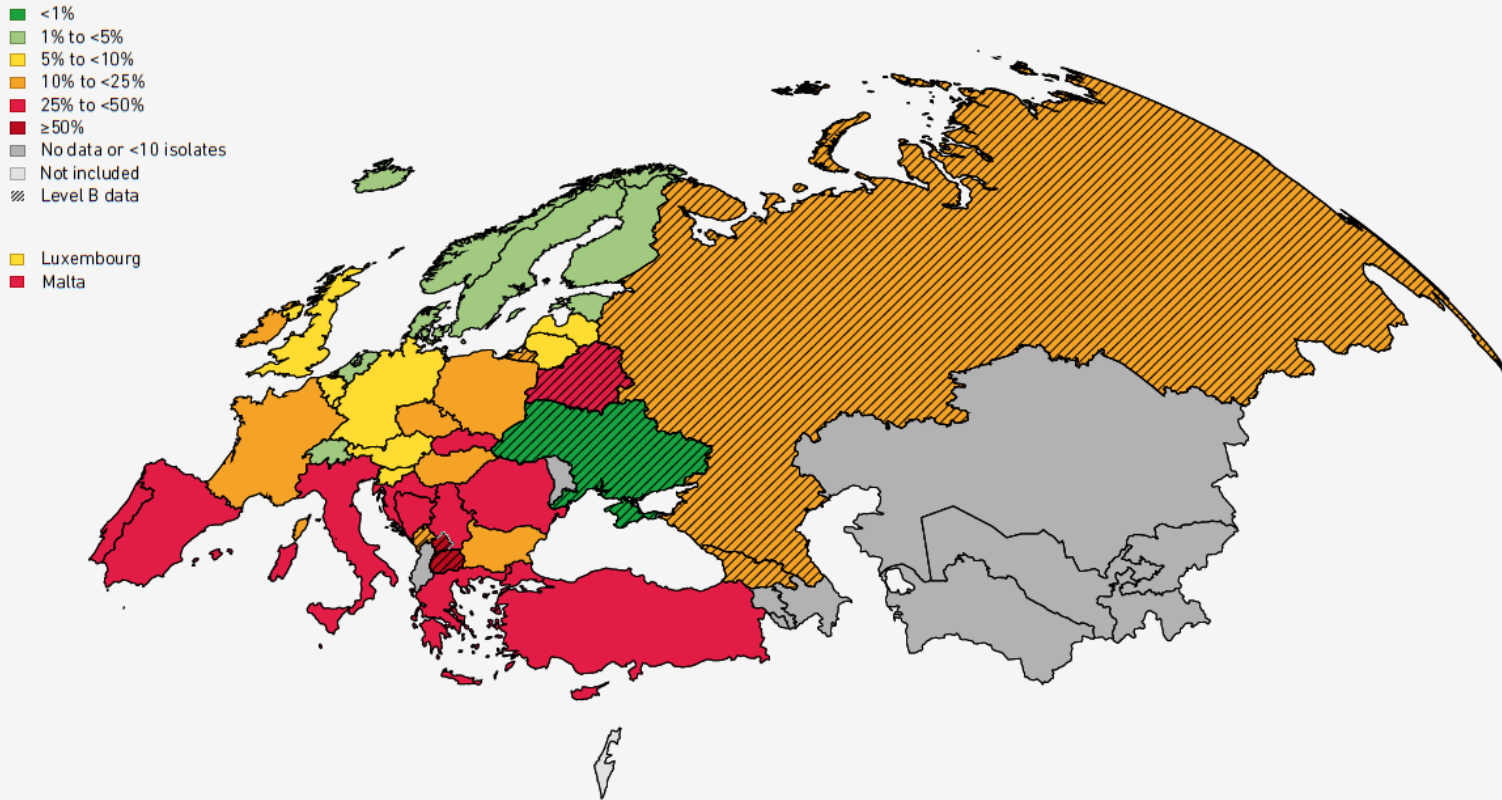 <1%
1% to <5%
5% to <10%
10% to <25%
25% to <50%
≥50%
No data or <10 isolates
Not included
Level B data
Luxembourg
Malta